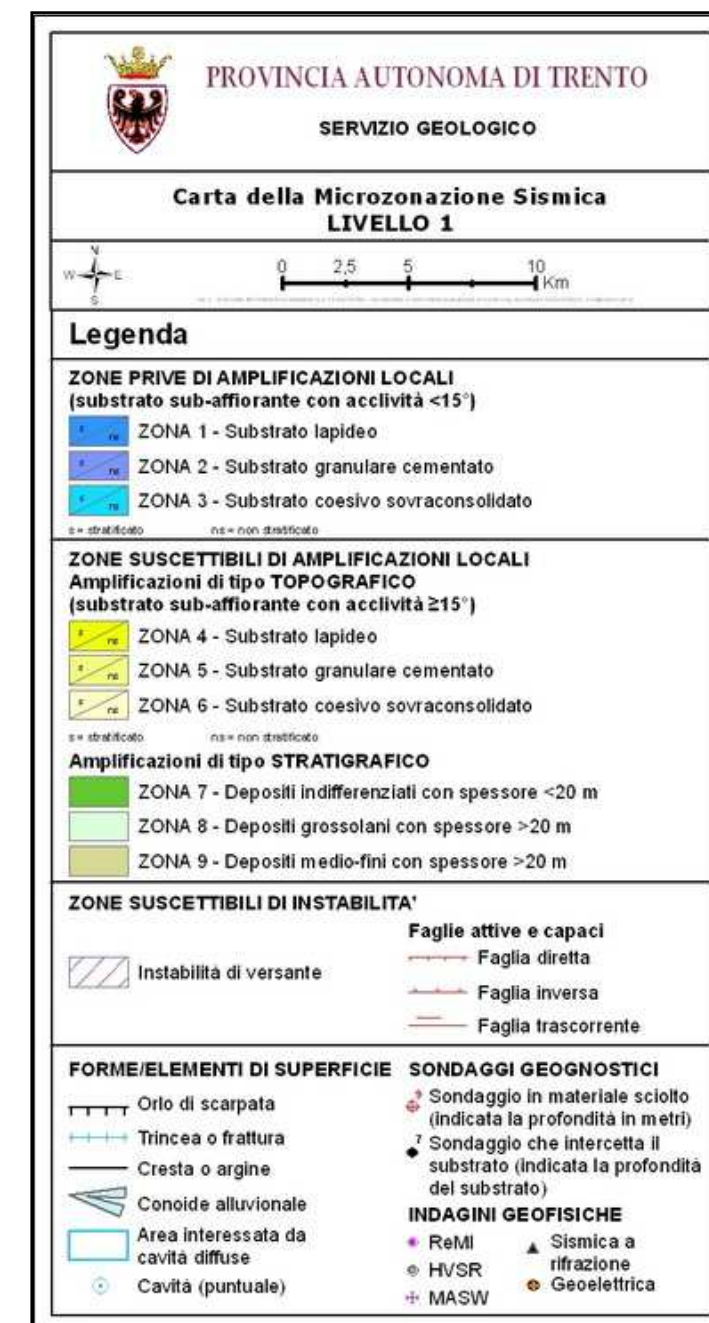 PROVINCIA AUTONOMA DI TRENTO
SERVIZIO GEOLOGICO
Carta della Microzonazione Sismica
LIVELLO 1
N
W E
S
0 2,5 5 10
Km
Legenda
ZONE PRIVE DI AMPLIFICAZIONI LOCALI
(substrato sub-affiorante con acclività <15°)
s ns ZONA 1 - Substrato lapideo
s ns ZONA 2 - Substrato granulare cementato
s ns ZONA 3 - Substrato coesivo sovraconsolidato
s = stratificato ns = non stratificato
ZONE SUSCETTIBILI DI AMPLIFICAZIONI LOCALI
Amplificazioni di tipo TOPOGRAFICO
(substrato sub-affiorante con acclività ≥15°)
s ns ZONA 4 - Substrato lapideo
s ns ZONA 5 - Substrato granulare cementato
s ns ZONA 6 - Substrato coesivo sovraconsolidato
s = stratificato ns = non stratificato
Amplificazioni di tipo STRATIGRAFICO
ZONA 7 - Depositi indifferenziati con spessore <20 m
ZONA 8 - Depositi grossolani con spessore >20 m
ZONA 9 - Depositi medio-fini con spessore >20 m
ZONE SUSCETTIBILI DI INSTABILITA'
Instabilità di versante
Faglie attive e capaci
Faglia diretta
Faglia inversa
Faglia trascorrente
FORME/ELEMENTI DI SUPERFICIE
Orlo di scarpata
Trincea o frattura
Cresta o argine
Conoide alluvionale
Area interessata da
cavità diffuse
Cavità (puntuale)
SONDAGGI GEOGNOSTICI
Sondaggio in materiale sciolto
(indicata la profondità in metri)
7 Sondaggio che intercetta il
substrato (indicata la profondità
del substrato)
INDAGINI GEOFISICHE
ReMI
HVSR
MASW
Sismica a
rifrazione
Geoelettrica